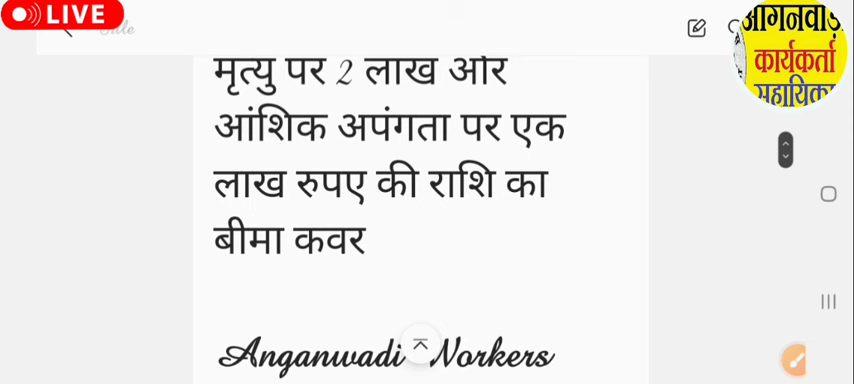 LIVE
मृत्यु पर 2 लाख और
आंशिक अपंगता पर एक
लाख रुपए की राशि का
बीमा कवर
Anganwadi Workers
कार्यकर्ता